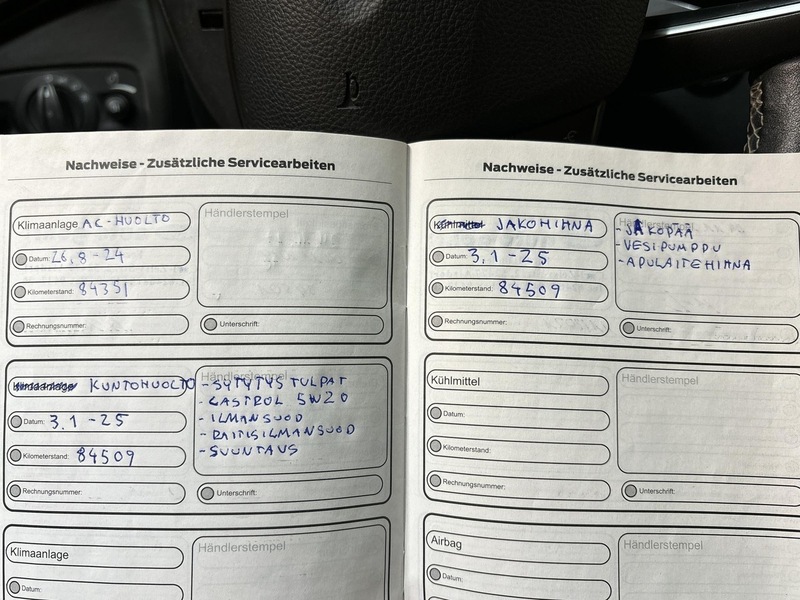 Nachweise - Zusätzliche Servicearbeiten
Klimaanlage AC-HUOLTO
Händlerstempel
Datum: 26.8-24
Kilometerstand: 84351
Rechnungsnummer:
Unterschrift:
Klimaanlage KUNTOHUOLTO
Händlerstempel
- SYTYTYS TULPAT
- CASTROL 5W20
- ILMANSUOD
- RAITISILMANSUOD
- SUUNTAUS
Datum: 3.1-25
Kilometerstand: 84509
Rechnungsnummer:
Unterschrift:
Klimaanlage
Händlerstempel
Datum:
Nachweise - Zusätzliche Servicearbeiten
Kühlmittel JAKOHIHNA
Händlerstempel
- JAKOPÄÄ
- VESIPUMPPU
- APULAITEHIHNA
Datum: 3.1-25
Kilometerstand: 84509
Rechnungsnummer:
Unterschrift:
Kühlmittel
Händlerstempel
Datum:
Kilometerstand:
Rechnungsnummer:
Unterschrift:
Airbag
Händlerstempel
Datum: